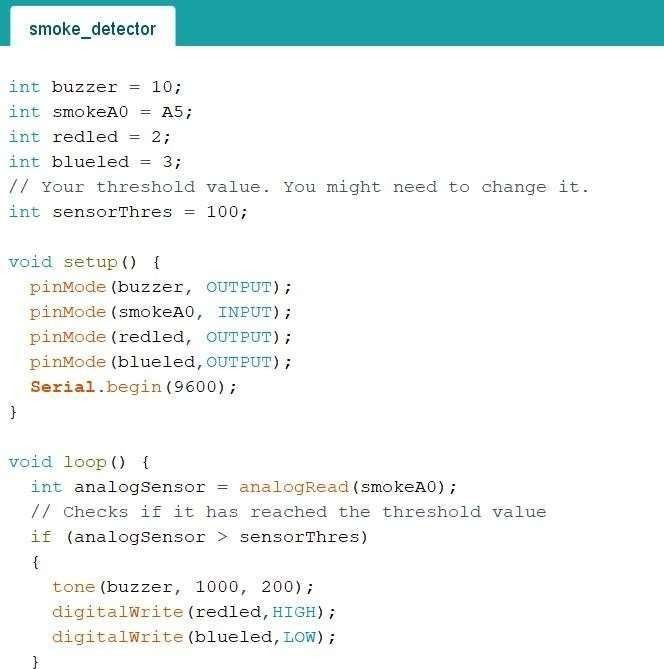 smoke_detector
int buzzer = 10;
int smokeA0 = A5;
int redled = 2;
int blueled = 3;
// Your threshold value. You might need to change it.
int sensorThres = 100;
void setup() {
pinMode(buzzer, OUTPUT);
pinMode(smokeA0, INPUT);
pinMode(redled, OUTPUT);
pinMode(blueled,OUTPUT);
Serial.begin(9600);
}
void loop() {
int analogSensor = analogRead(smokeA0);
// Checks if it has reached the threshold value
if (analogSensor > sensorThres)
{
tone(buzzer, 1000, 200);
digitalWrite(redled,HIGH);
digitalWrite(blueled,LOW);
}